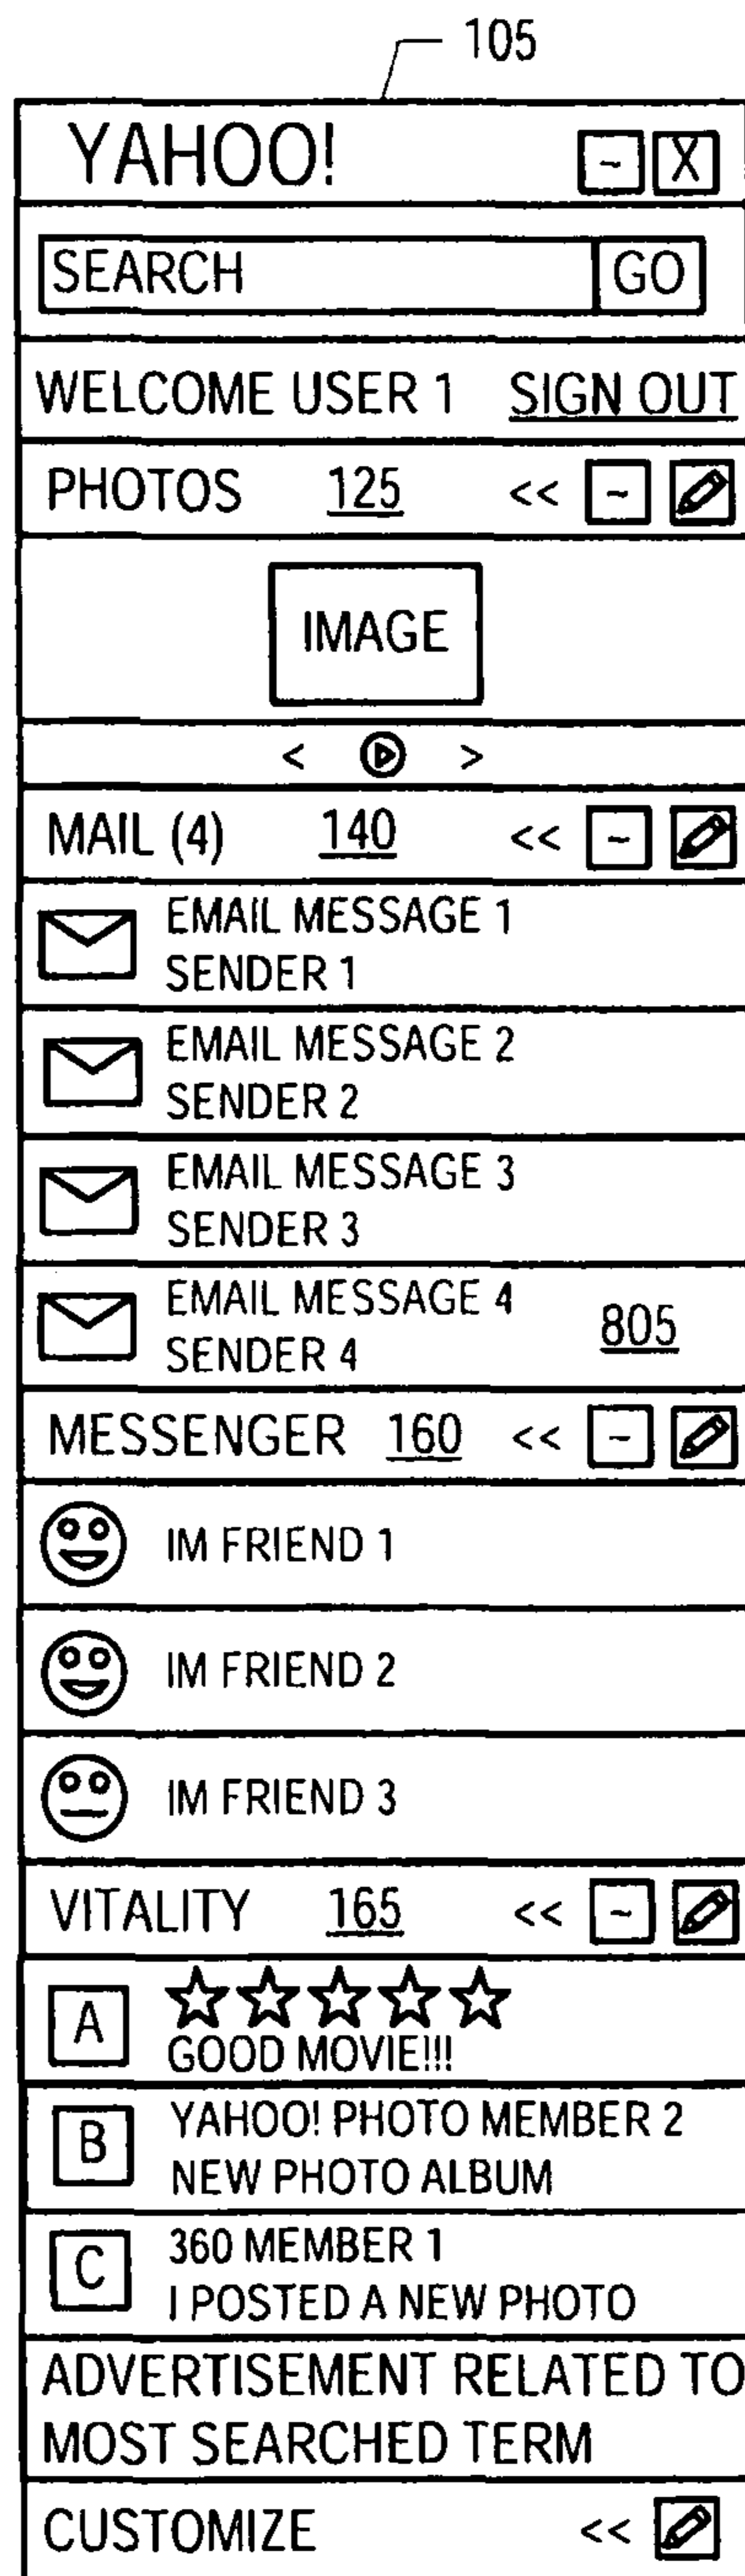 105
YAHOO! ~ X
SEARCH GO
WELCOME USER 1 SIGN OUT
PHOTOS 125 << ~
IMAGE
< >
MAIL (4) 140 << ~
EMAIL MESSAGE 1
SENDER 1
EMAIL MESSAGE 2
SENDER 2
EMAIL MESSAGE 3
SENDER 3
EMAIL MESSAGE 4
SENDER 4 805
MESSENGER 160 << ~
IM FRIEND 1
IM FRIEND 2
IM FRIEND 3
VITALITY 165 << ~
A
GOOD MOVIE!!!
B YAHOO! PHOTO MEMBER 2
NEW PHOTO ALBUM
C 360 MEMBER 1
I POSTED A NEW PHOTO
ADVERTISEMENT RELATED TO
MOST SEARCHED TERM
CUSTOMIZE <<